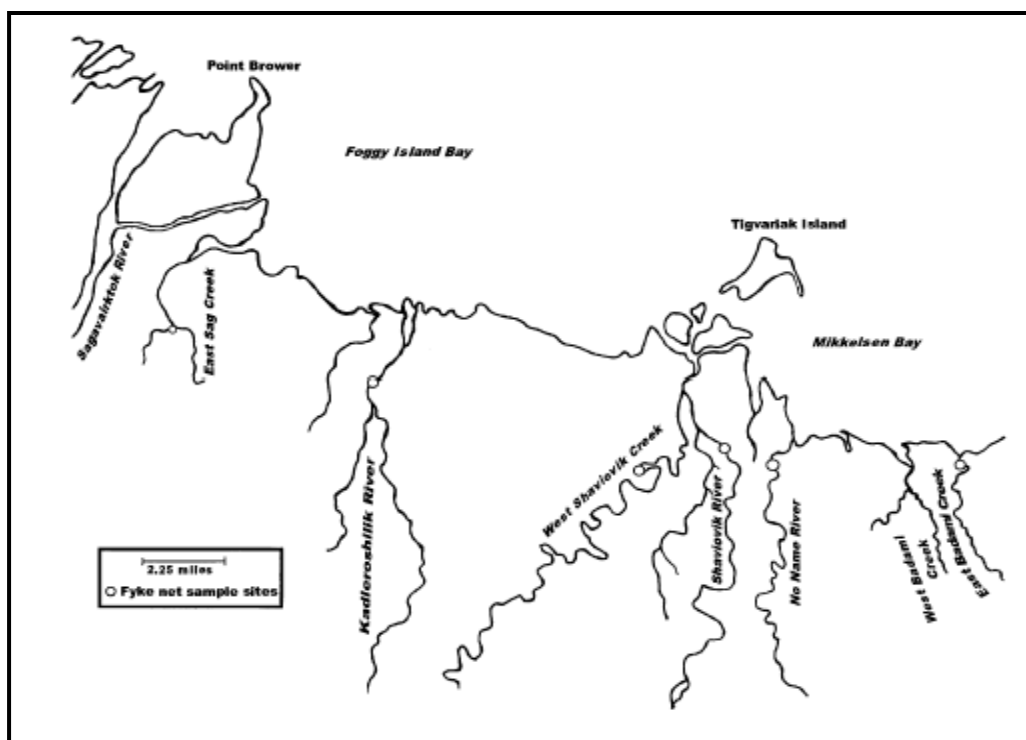 Point Brower
Foggy Island Bay
Tigvariak Island
Sagavairktok River
East Sag Creek
Mikkelsen Bay
West Shaviovik Creek
Kadleroshilik River
Shaviovik River
No Name River
West Badami
Creek
East Badami Creek
2.25 miles
Fyke net sample sites